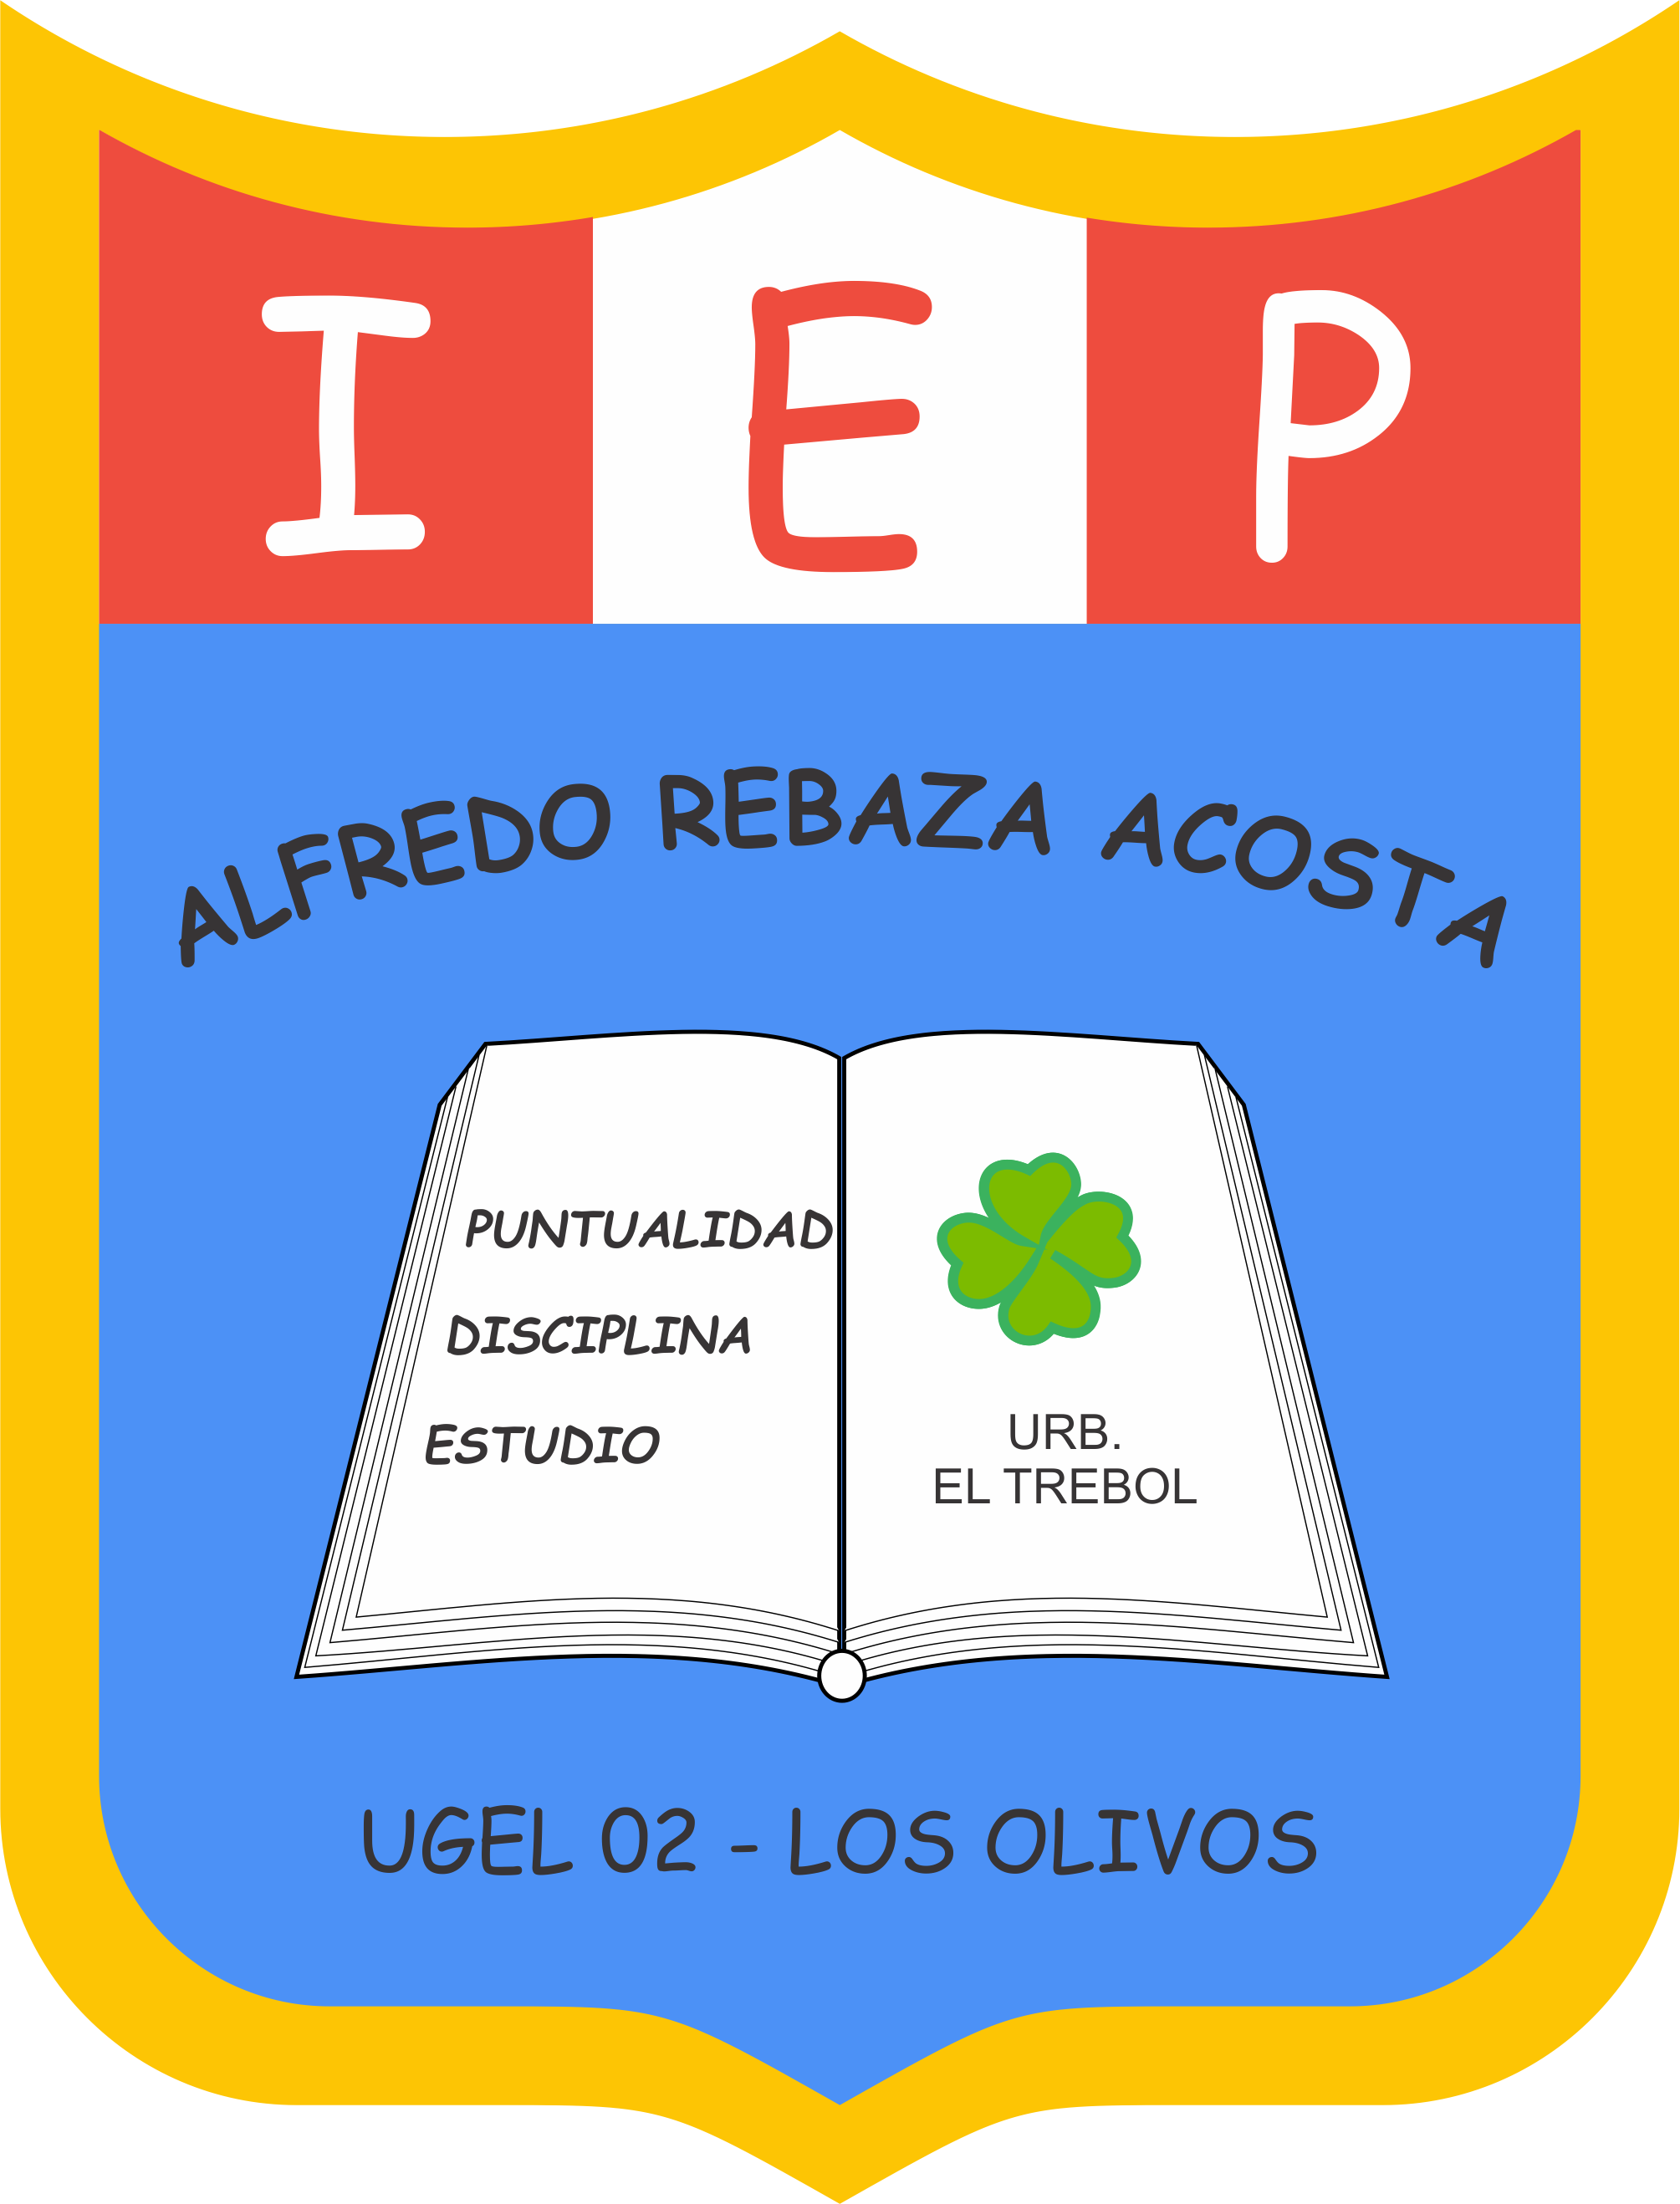 I E P
ALFREDO REBAZA ACOSTA
PUNTUALIDAD
DISCIPLINA
ESTUDIO
URB.
EL TREBOL
UGEL 02 - LOS OLIVOS